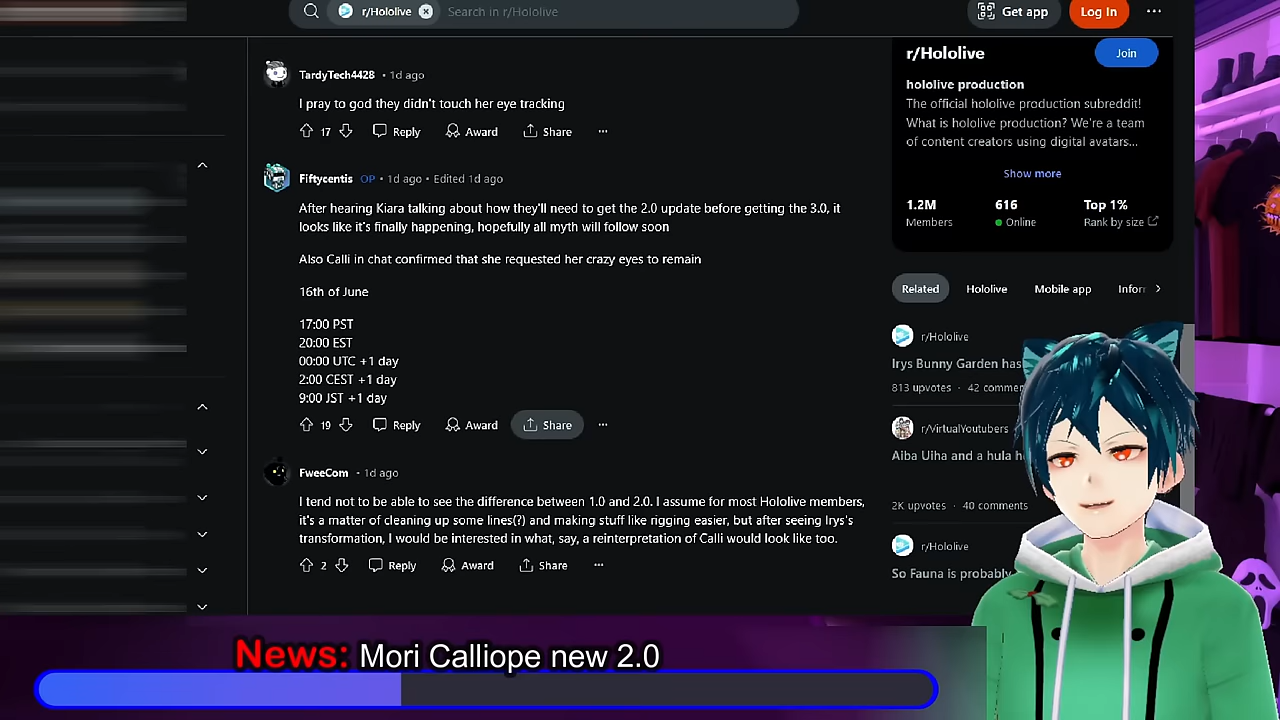 r/Hololive
Search in r/Hololive
Get app
Log In
TardyTech4428 • 1d ago
I pray to god they didn't touch her eye tracking
17 Reply Award Share
Fiftycentis OP • 1d ago • Edited 1d ago
After hearing Kiara talking about how they'll need to get the 2.0 update before getting the 3.0, it
looks like it's finally happening, hopefully all myth will follow soon
Also Calli in chat confirmed that she requested her crazy eyes to remain
16th of June
17:00 PST
20:00 EST
00:00 UTC +1 day
2:00 CEST +1 day
9:00 JST +1 day
19 Reply Award Share
FweeCom • 1d ago
I tend not to be able to see the difference between 1.0 and 2.0. I assume for most Hololive members,
it's a matter of cleaning up some lines(?) and making stuff like rigging easier, but after seeing Irys's
transformation, I would be interested in what, say, a reinterpretation of Calli would look like too.
2 Reply Award Share
r/Hololive
Join
hololive production
The official hololive production subreddit!
What is hololive production? We're a team
of content creators using digital avatars...
Show more
1.2M 616 Top 1%
Members Online Rank by size
Related Hololive Mobile app Infor
r/Hololive
Irys Bunny Garden has
813 upvotes · 42 commen
r/VirtualYoutubers
Aiba Uiha and a hula h
2K upvotes · 40 comments
r/Hololive
So Fauna is probably
News: Mori Calliope new 2.0